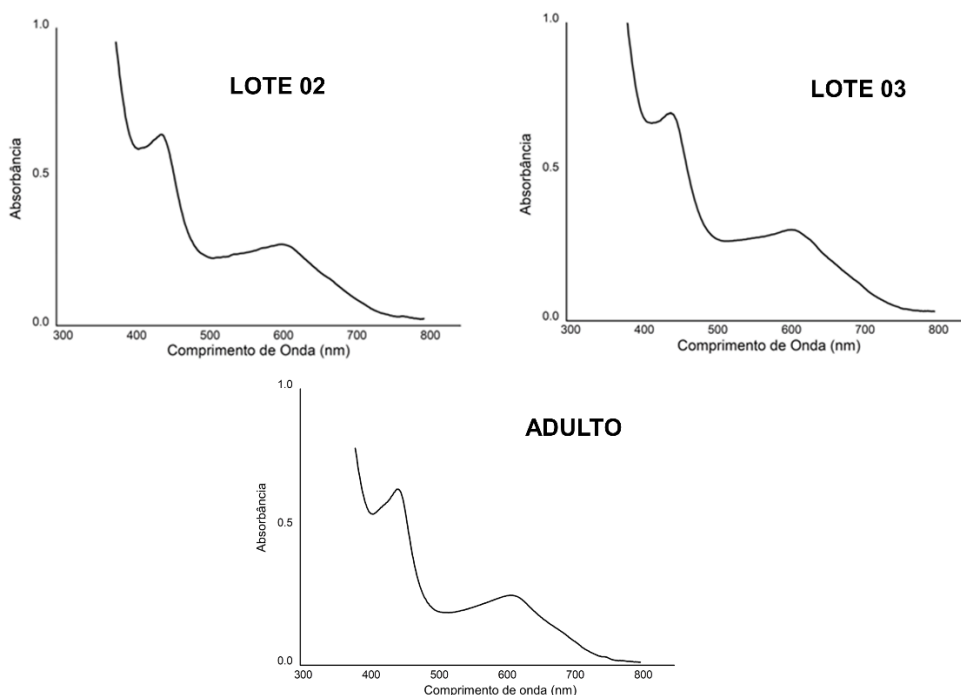 1.0
LOTE 02
Absorbância
0.5
0.0
300 400 500 600 700 800
Comprimento de Onda (nm)
1.0
LOTE 03
Absorbância
0.5
0.0
300 400 500 600 700 800
Comprimento de Onda (nm)
1.0
ADULTO
Absorbância
0.5
0.0
300 400 500 600 700 800
Comprimento de onda (nm)